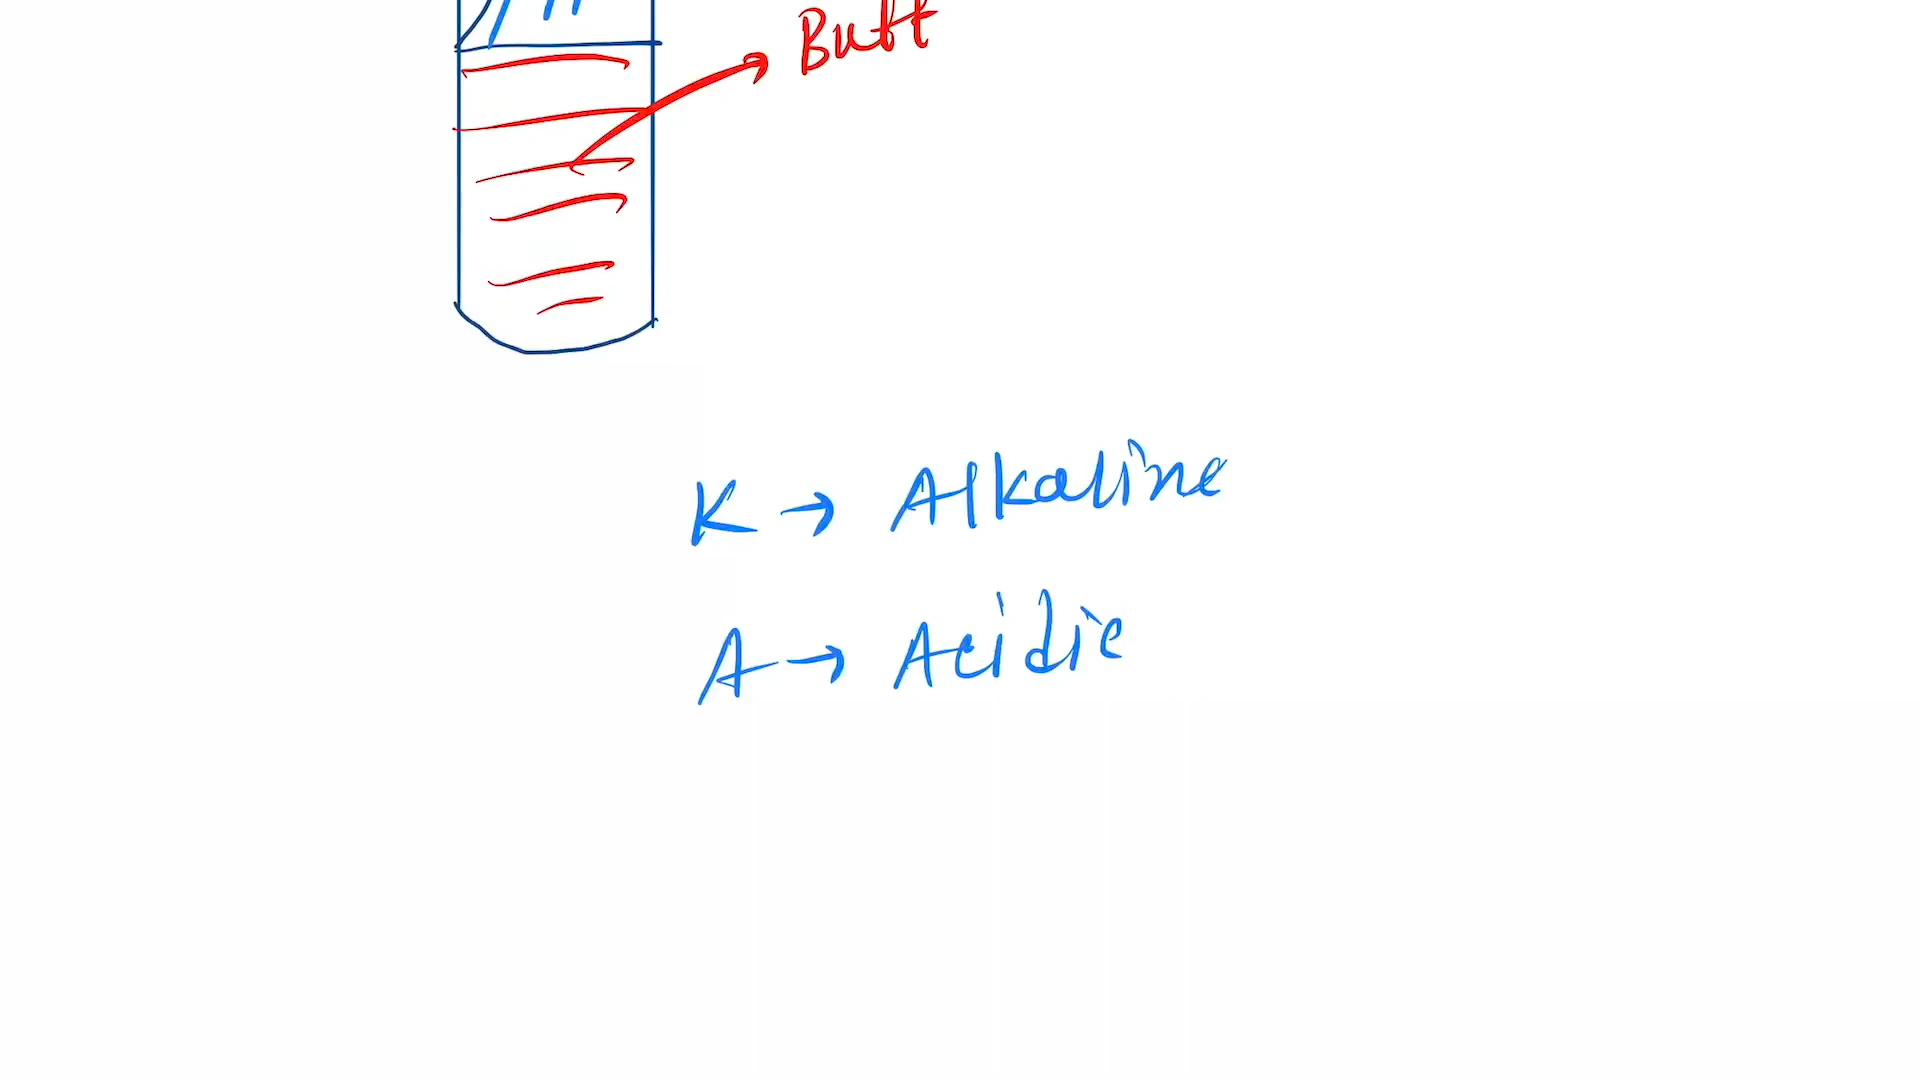 Butt
K → Alkaline
A → Acidic